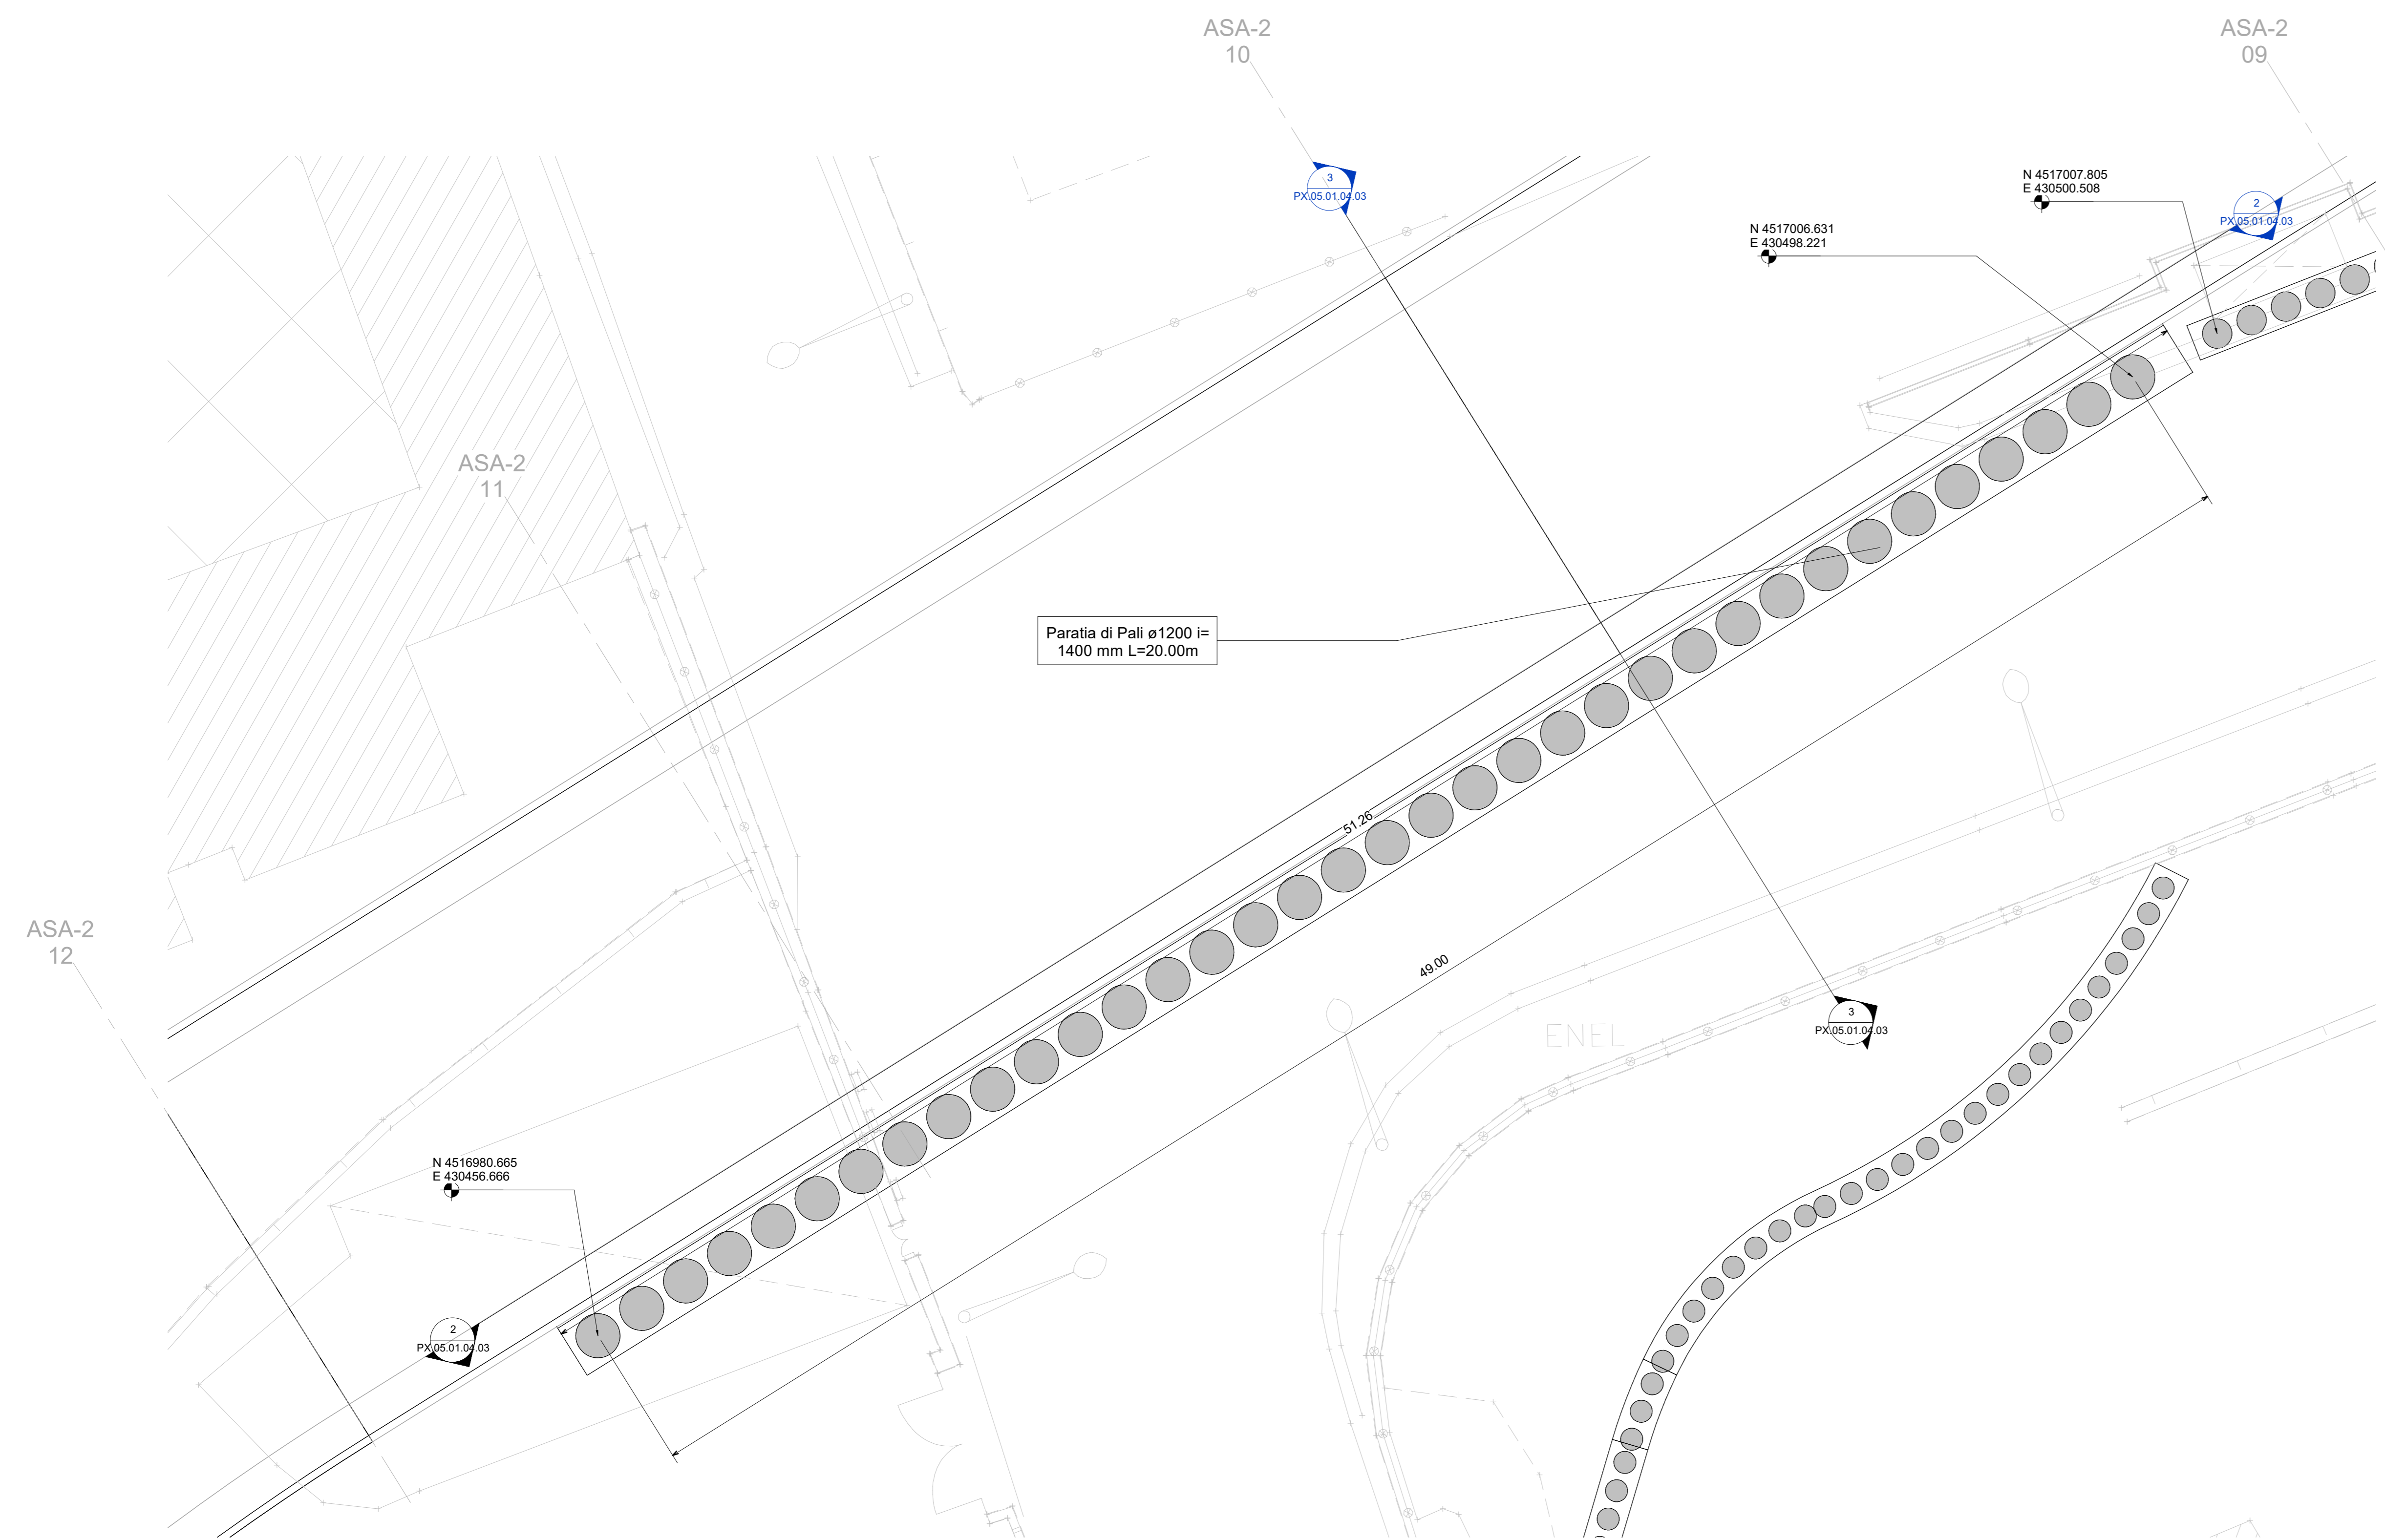 ASA-2
10
ASA-2
09
3
PX.05.01.04.03
N 4517007.805
E 430500.508
2
PX.05.01.04.03
N 4517006.631
E 430498.221
ASA-2
11
Paratia di Pali ø1200 i=
1400 mm L=20.00m
51.26
49.00
ASA-2
12
3
PX.05.01.04.03
ENEL
N 4516980.665
E 430456.666
2
PX.05.01.04.03